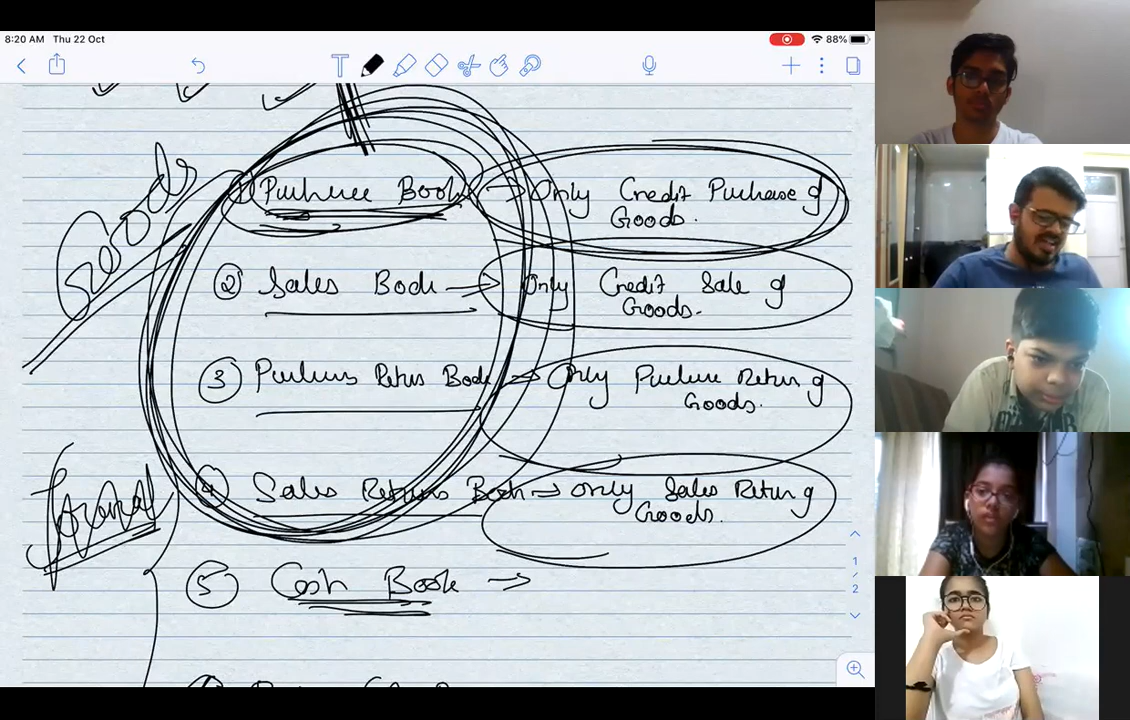 8:20 AM Thu 22 Oct
88%
T
① Purchase Book → Only Credit Purchase of
Goods.
Goods
② Sales Book → Only Credit Sale of
Goods.
③ Purchase Return Book → Only Purchase Return of
Goods.
④ Sales Return Book → Only Sales Return of
Goods.
Journal
⑤ Cash Book →
1
/
2